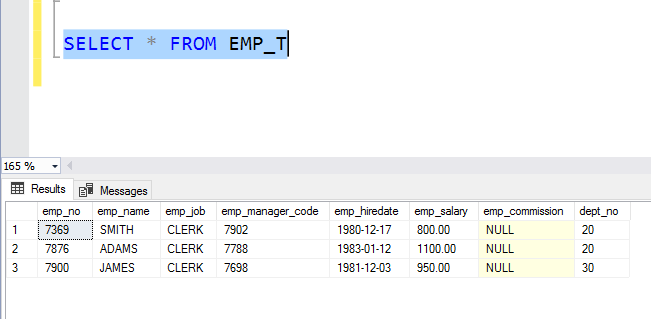 SELECT * FROM EMP_T
165 %
Results Messages
emp_no emp_name emp_job emp_manager_code emp_hiredate emp_salary emp_commission dept_no
1 7369 SMITH CLERK 7902 1980-12-17 800.00 NULL 20
2 7876 ADAMS CLERK 7788 1983-01-12 1100.00 NULL 20
3 7900 JAMES CLERK 7698 1981-12-03 950.00 NULL 30